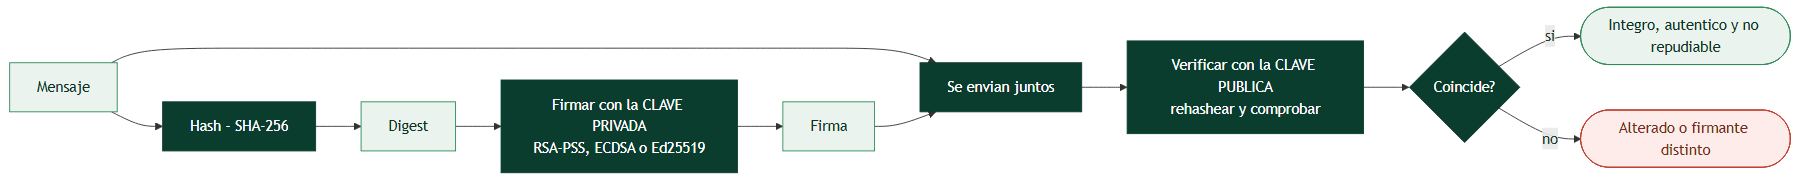 Mensaje
Hash - SHA-256
Digest
Firmar con la CLAVE
PRIVADA
RSA-PSS, ECDSA o Ed25519
Firma
Se envian juntos
Verificar con la CLAVE
PUBLICA
rehashear y comprobar
Coincide?
si
Integro, autentico y no
repudiable
no
Alterado o firmante
distinto